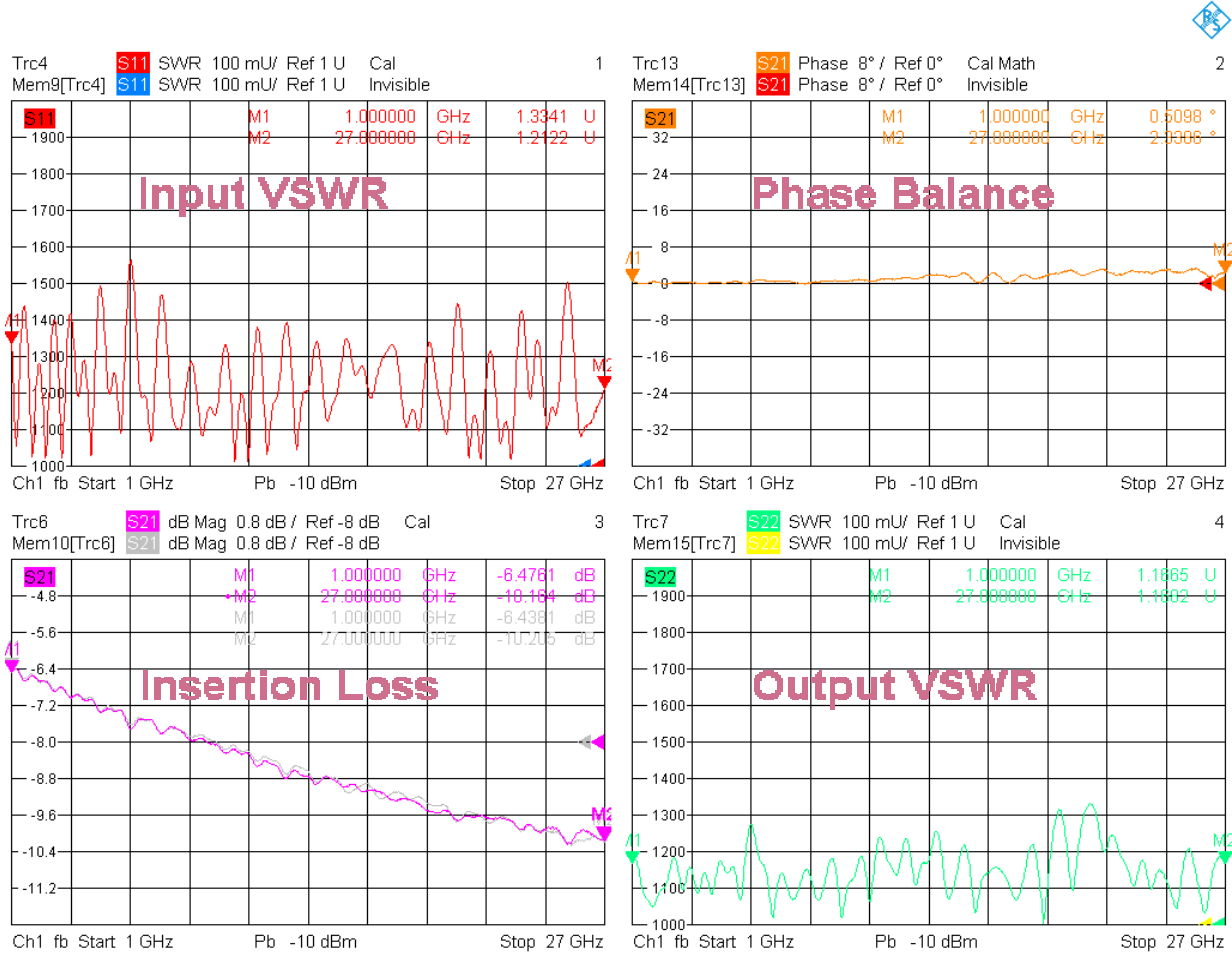 R&S
Trc4 S11 SWR 100 mU/ Ref 1 U Cal 1
Mem9[Trc4] S11 SWR 100 mU/ Ref 1 U Invisible
S11
M1 1.000000 GHz 1.3341 U
M2 27.000000 GHz 1.2122 U
1900
1800
Input VSWR
1700
1600
1500
1400
M1
1300
M2
1200
1100
1000
Ch1 fb Start 1 GHz Pb -10 dBm Stop 27 GHz
Trc13 S21 Phase 8° / Ref 0° Cal Math 2
Mem14[Trc13] S21 Phase 8° / Ref 0° Invisible
S21
M1 1.000000 GHz 0.5098 °
M2 27.000000 GHz
32
24
Phase Balance
16
8
M1
M2
0
-8
-16
-24
-32
Ch1 fb Start 1 GHz Pb -10 dBm Stop 27 GHz
Trc6 S21 dB Mag 0.8 dB / Ref -8 dB Cal 3
Mem10[Trc6] S21 dB Mag 0.8 dB / Ref -8 dB
S21
M1 1.000000 GHz -6.4761 dB
•M2 27.000000 GHz -10.164 dB
M1 1.000000 GHz -6.4381 dB
M2 27.000000 GHz -10.205 dB
-4.8
-5.6
M1
-6.4
Insertion Loss
-7.2
-8.0
-8.8
-9.6
M2
-10.4
-11.2
Ch1 fb Start 1 GHz Pb -10 dBm Stop 27 GHz
Trc7 S22 SWR 100 mU/ Ref 1 U Cal 4
Mem15[Trc7] S22 SWR 100 mU/ Ref 1 U Invisible
S22
M1 1.000000 GHz 1.1665 U
M2 27.000000 GHz 1.1802 U
1900
1800
1700
Output VSWR
1600
1500
1400
1300
M1
M2
1200
1100
1000
Ch1 fb Start 1 GHz Pb -10 dBm Stop 27 GHz